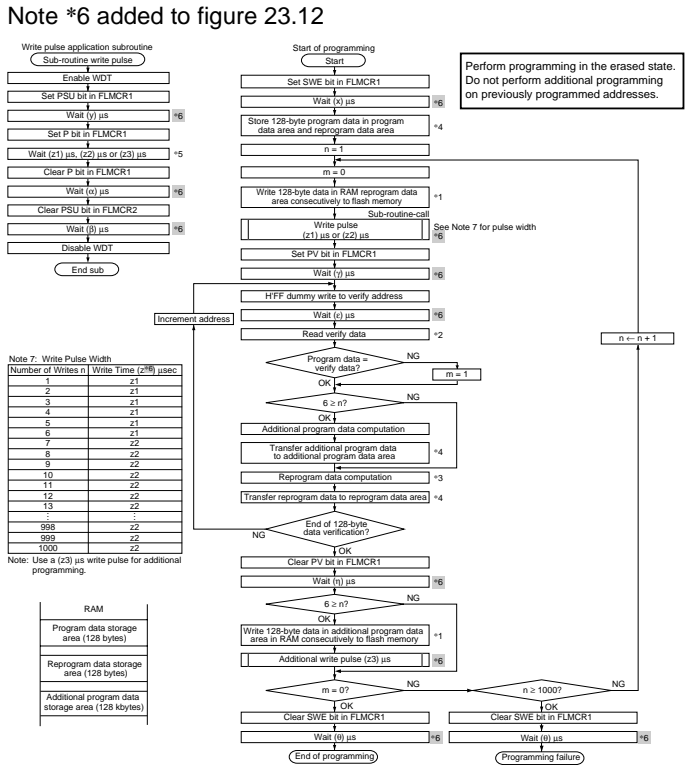 Note *6 added to figure 23.12
Write pulse application subroutine
Sub-routine write pulse
Enable WDT
Set PSU bit in FLMCR1
Wait (y) μs *6
Set P bit in FLMCR1
Wait (z1) μs, (z2) μs or (z3) μs *5
Clear P bit in FLMCR1
Wait (α) μs *6
Clear PSU bit in FLMCR2
Wait (β) μs *6
Disable WDT
End sub
Note 7: Write Pulse Width
Number of Writes n Write Time (z*6) μsec
1 z1
2 z1
3 z1
4 z1
5 z1
6 z1
7 z2
8 z2
9 z2
10 z2
11 z2
12 z2
13 z2
⋮ ⋮
998 z2
999 z2
1000 z2
Note: Use a (z3) μs write pulse for additional
programming.
RAM
Program data storage
area (128 bytes)
Reprogram data storage
area (128 bytes)
Additional program data
storage area (128 kbytes)
Start of programming
Start
Set SWE bit in FLMCR1
Wait (x) μs *6
Store 128-byte program data in program
data area and reprogram data area *4
n = 1
m = 0
Write 128-byte data in RAM reprogram data
area consecutively to flash memory *1
Sub-routine-call
Write pulse
(z1) μs or (z2) μs
See Note 7 for pulse width
*6
Set PV bit in FLMCR1
Wait (γ) μs *6
H'FF dummy write to verify address
Wait (ε) μs *6
Read verify data *2
Increment address
Program data =
verify data?
NG
m = 1
OK
6 ≥ n?
NG
OK
Additional program data computation
Transfer additional program data
to additional program data area *4
Reprogram data computation *3
Transfer reprogram data to reprogram data area *4
End of 128-byte
data verification?
NG
OK
Clear PV bit in FLMCR1
Wait (η) μs *6
6 ≥ n?
NG
OK
Write 128-byte data in additional program data
area in RAM consecutively to flash memory *1
Additional write pulse (z3) μs *6
m = 0?
NG
OK
Clear SWE bit in FLMCR1
Wait (θ) μs *6
End of programming
n ≥ 1000?
NG
OK
Clear SWE bit in FLMCR1
Wait (θ) μs *6
Programming failure
n ← n + 1
Perform programming in the erased state.
Do not perform additional programming
on previously programmed addresses.